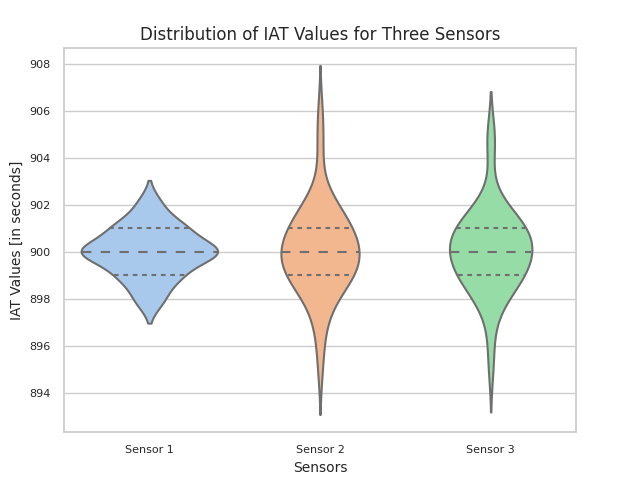 Distribution of IAT Values for Three Sensors
IAT Values [in seconds]
908
906
904
902
900
898
896
894
Sensor 1
Sensor 2
Sensor 3
Sensors